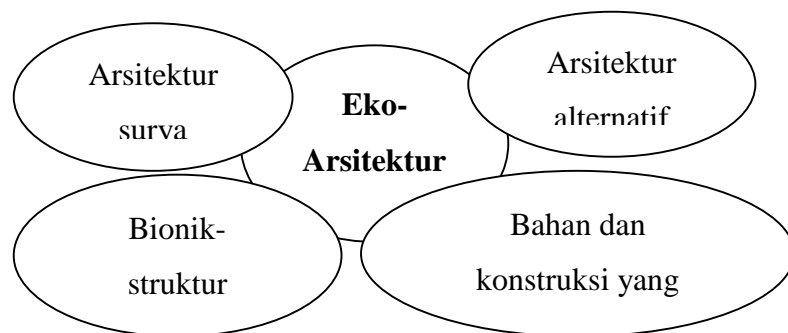 Arsitektur
surya
Eko-
Arsitektur
Arsitektur
alternatif
Bionik-
struktur
Bahan dan
konstruksi yang